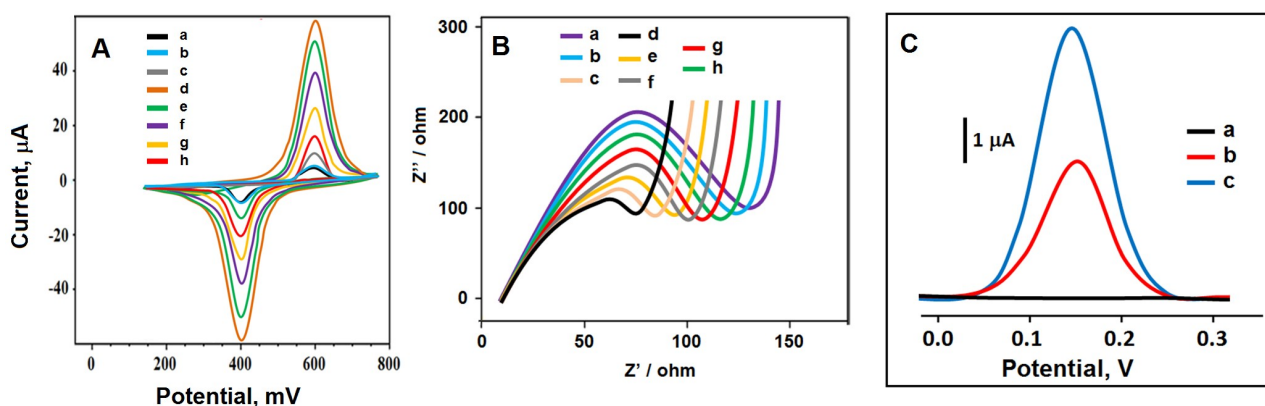 A
a
b
c
d
e
f
g
h
40
20
0
-20
-40
Current, μA
0
200
400
600
800
Potential, mV
B
a
b
c
d
e
f
g
h
300
200
100
0
Z'' / ohm
0
50
100
150
Z' / ohm
C
1 μA
a
b
c
0.0
0.1
0.2
0.3
Potential, V